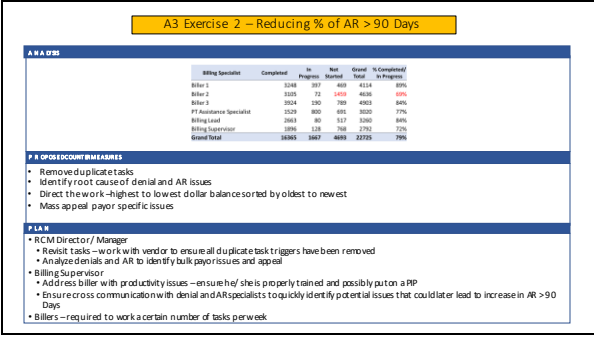 A3 Exercise 2 – Reducing % of AR > 90 Days
ANALYSIS
Billing Specialist Completed In Progress Not Started Grand Total % Completed/ In Progress
Biller 1 3248 397 469 4114 89%
Biller 2 3105 72 1459 4636 69%
Biller 3 3924 190 789 4903 84%
PT Assistance Specialist 1529 800 691 3020 77%
Billing Lead 2663 80 517 3260 84%
Billing Supervisor 1896 128 768 2792 72%
Grand Total 16365 1667 4693 22725 79%
PROPOSED COUNTERMEASURES
• Remove duplicate tasks
• Identify root cause of denial and AR issues
• Direct the work – highest to lowest dollar balance sorted by oldest to newest
• Mass appeal payor specific issues
PLAN
• RCM Director/ Manager
• Revisit tasks – work with vendor to ensure all duplicate task triggers have been removed
• Analyze denials and AR to identify bulk payor issues and appeal
• Billing Supervisor
• Address biller with productivity issues – ensure he/ she is properly trained and possibly put on a PIP
• Ensure cross communication with denial and AR specialists to quickly identify potential issues that could later lead to increase in AR > 90
Days
• Billers – required to work a certain number of tasks per week